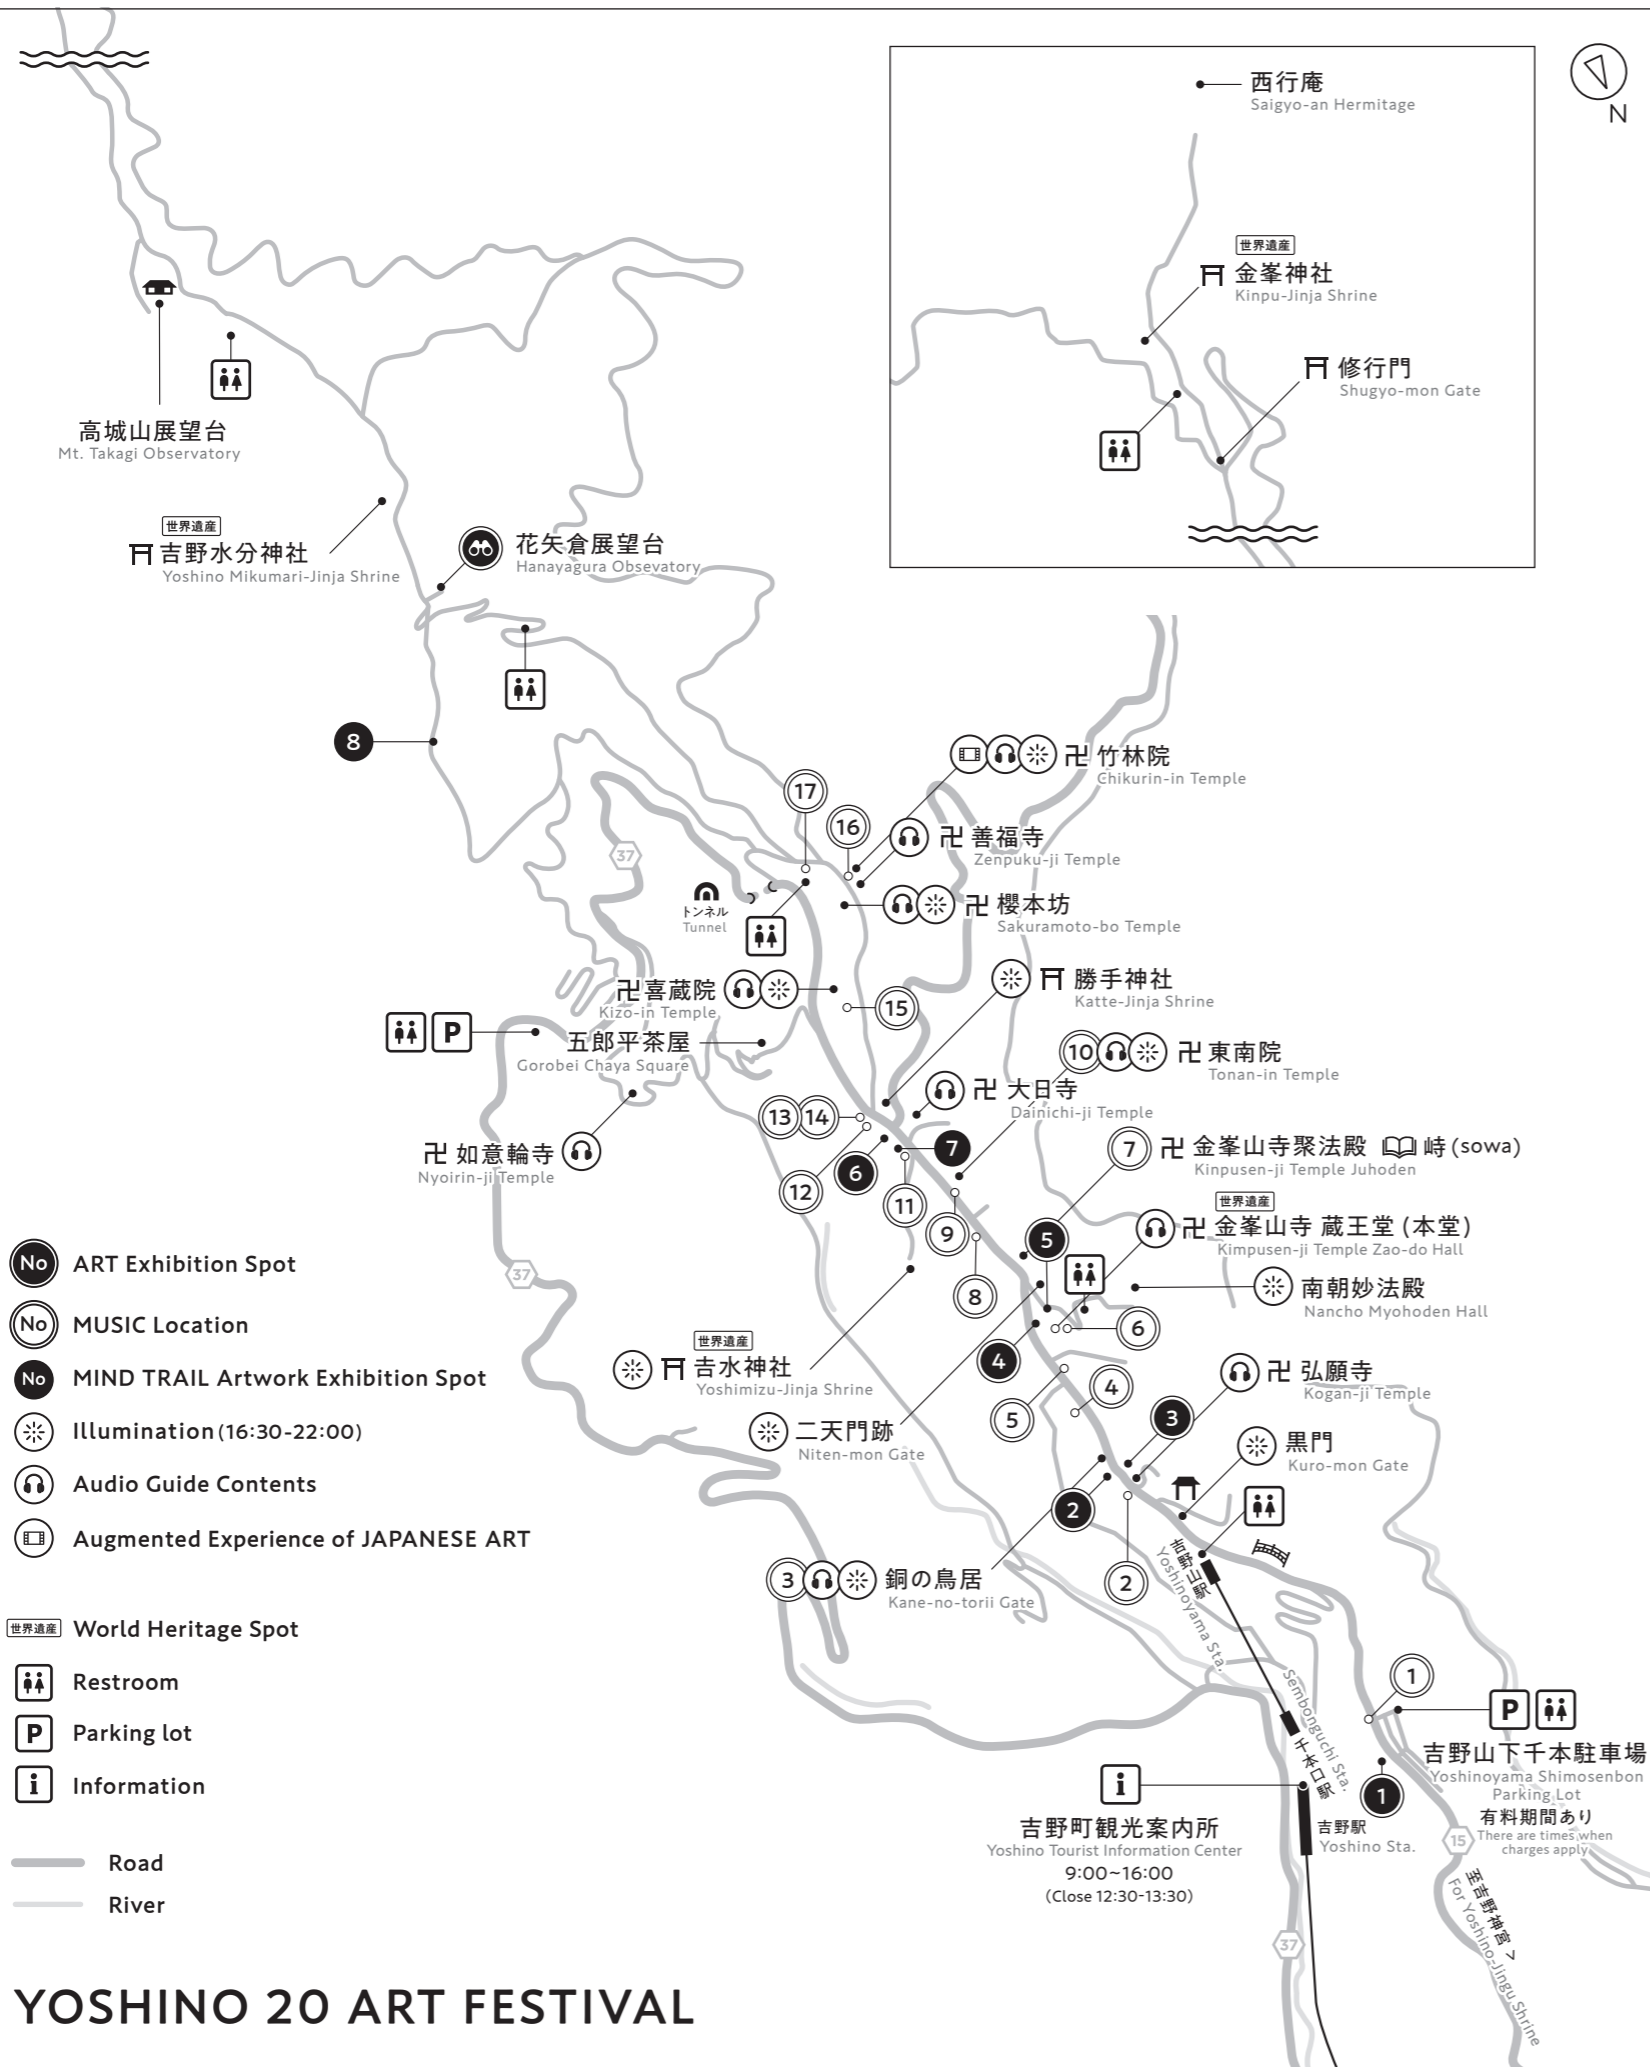 N
西行庵
Saigyo-an Hermitage
世界遺産
金峯神社
Kinpu-Jinja Shrine
修行門
Shugyo-mon Gate
高城山展望台
Mt. Takagi Observatory
世界遺産
吉野水分神社
Yoshino Mikumari-Jinja Shrine
花矢倉展望台
Hanayagura Obsevatory
8
17
16
卍 竹林院
Chikurin-in Temple
卍 善福寺
Zenpuku-ji Temple
37
トンネル
Tunnel
卍 櫻本坊
Sakuramoto-bo Temple
卍 喜蔵院
Kizo-in Temple
15
勝手神社
Katte-Jinja Shrine
P
五郎平茶屋
Gorobei Chaya Square
10
卍 東南院
Tonan-in Temple
卍 大日寺
Dainichi-ji Temple
13
14
12
6
7
11
9
8
卍 如意輪寺
Nyoirin-ji Temple
7
卍 金峯山寺聚法殿
峙 (sowa)
Kinpusen-ji Temple Juhoden
世界遺産
5
卍 金峯山寺 蔵王堂 (本堂)
Kimpusen-ji Temple Zao-do Hall
南朝妙法殿
Nancho Myohoden Hall
6
4
37
世界遺産
吉水神社
Yoshimizu-Jinja Shrine
二天門跡
Niten-mon Gate
5
4
3
卍 弘願寺
Kogan-ji Temple
黒門
Kuro-mon Gate
2
2
3
銅の鳥居
Kane-no-torii Gate
吉野山駅
Yoshinoyama Sta.
千本口駅
Sembonguchi Sta.
1
P
吉野山下千本駐車場
Yoshinoyama Shimosenbon
Parking Lot
有料期間あり
There are times when
charges apply
1
i
吉野町観光案内所
Yoshino Tourist Information Center
9:00~16:00
(Close 12:30-13:30)
吉野駅
Yoshino Sta.
15
至吉野神宮 >
For Yoshino-Jingu Shrine
37
No ART Exhibition Spot
No MUSIC Location
No MIND TRAIL Artwork Exhibition Spot
Illumination (16:30-22:00)
Audio Guide Contents
Augmented Experience of JAPANESE ART
世界遺産 World Heritage Spot
Restroom
P Parking lot
i Information
Road
River
YOSHINO 20 ART FESTIVAL